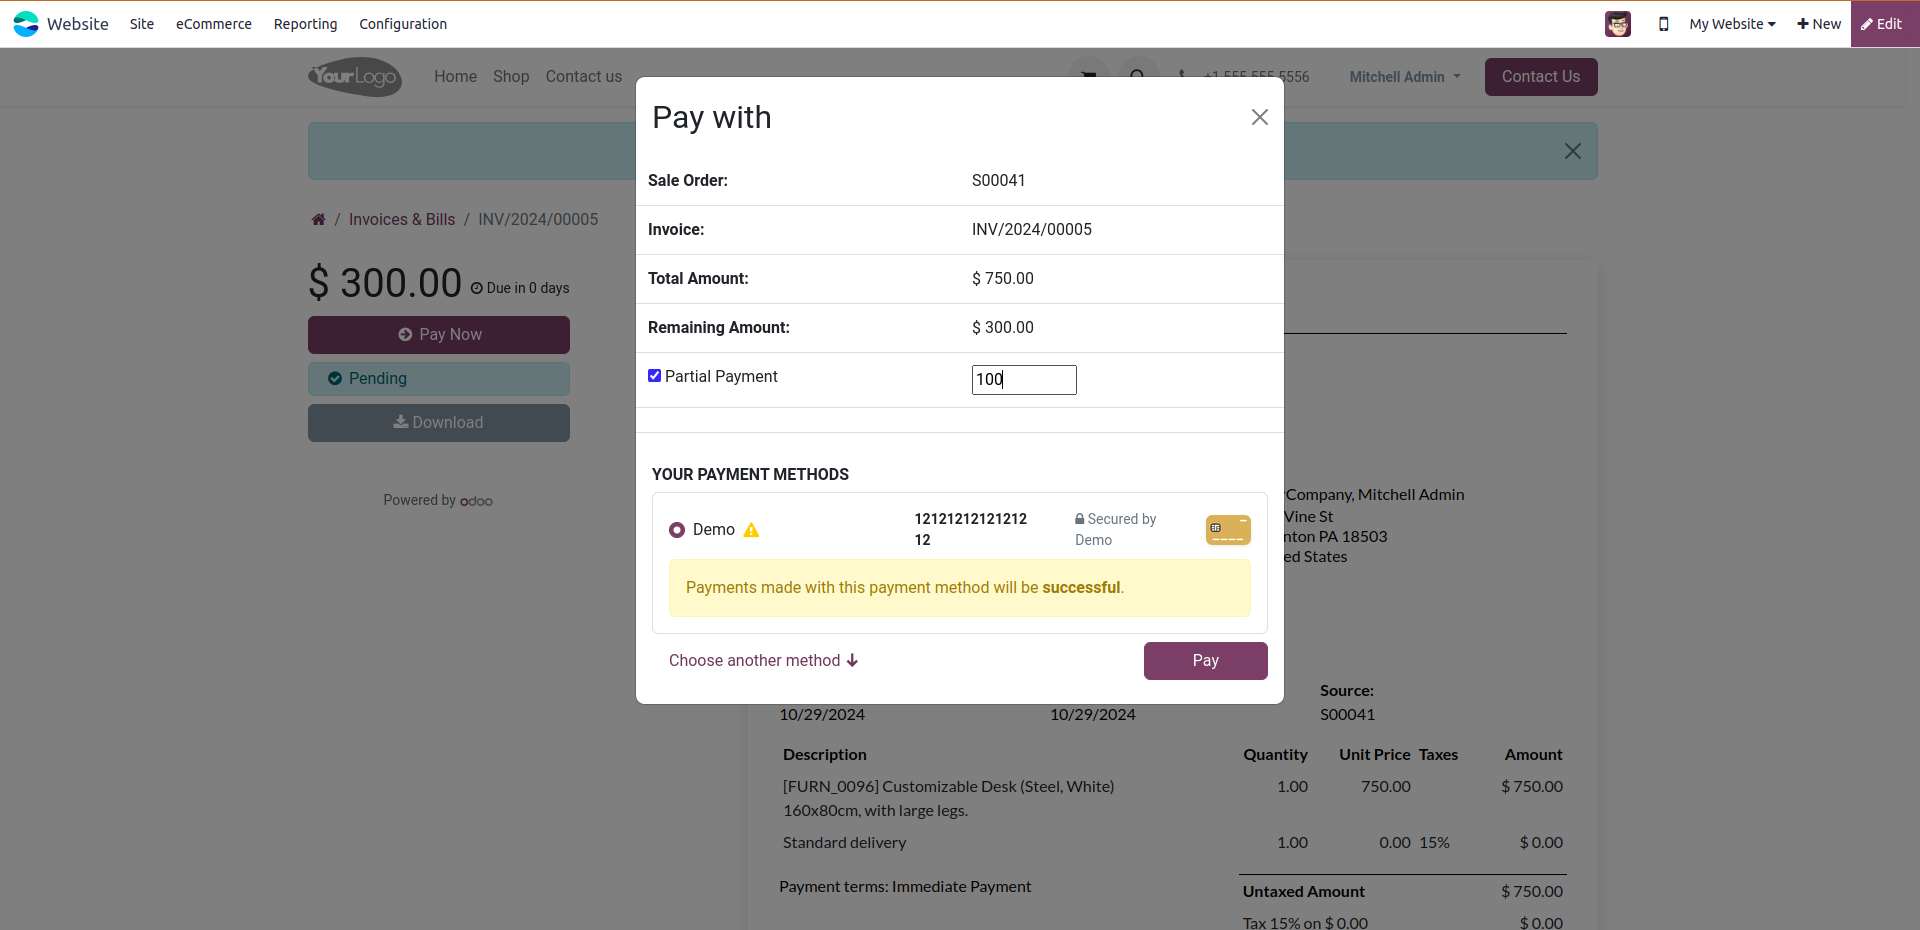 Website Site eCommerce Reporting Configuration My Website New Edit
YourLogo Home Shop Contact us +1 555-555-5556 Mitchell Admin Contact Us
Pay with
Sale Order: S00041
Invoices & Bills / INV/2024/00005
Invoice: INV/2024/00005
$ 300.00 Due in 0 days
Total Amount: $ 750.00
Pay Now
Remaining Amount: $ 300.00
Pending
Partial Payment 100
Download
YOUR PAYMENT METHODS
Powered by odoo
Demo 12121212121212 Secured by
12 Demo
Company, Mitchell Admin
Vine St
PA 18503
States
Payments made with this payment method will be successful.
Choose another method Pay
Source:
10/29/2024 10/29/2024 S00041
Description Quantity Unit Price Taxes Amount
[FURN_0096] Customizable Desk (Steel, White) 1.00 750.00 $ 750.00
160x80cm, with large legs.
Standard delivery 1.00 0.00 15% $ 0.00
Payment terms: Immediate Payment
Untaxed Amount $ 750.00
Tax 15% on $ 0.00 $ 0.00